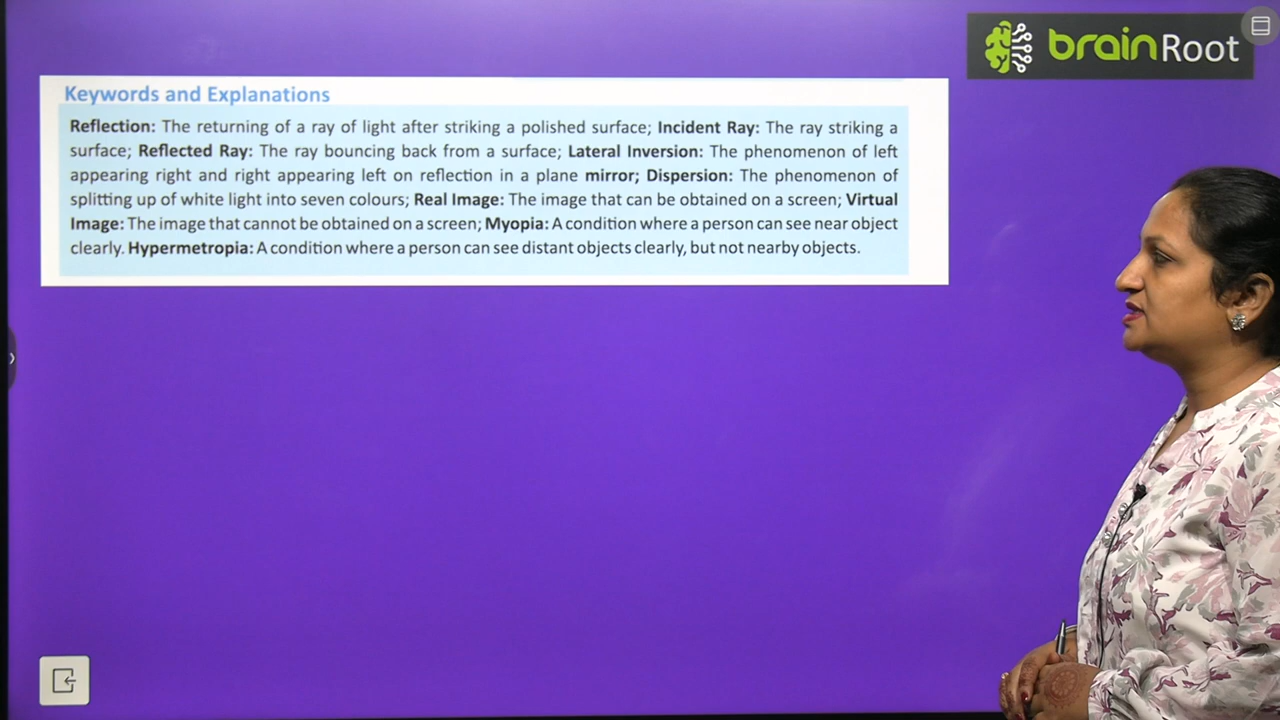 brainRoot
Keywords and Explanations
Reflection: The returning of a ray of light after striking a polished surface; Incident Ray: The ray striking a
surface; Reflected Ray: The ray bouncing back from a surface; Lateral Inversion: The phenomenon of left
appearing right and right appearing left on reflection in a plane mirror; Dispersion: The phenomenon of
splitting up of white light into seven colours; Real Image: The image that can be obtained on a screen; Virtual
Image: The image that cannot be obtained on a screen; Myopia: A condition where a person can see near object
clearly. Hypermetropia: A condition where a person can see distant objects clearly, but not nearby objects.